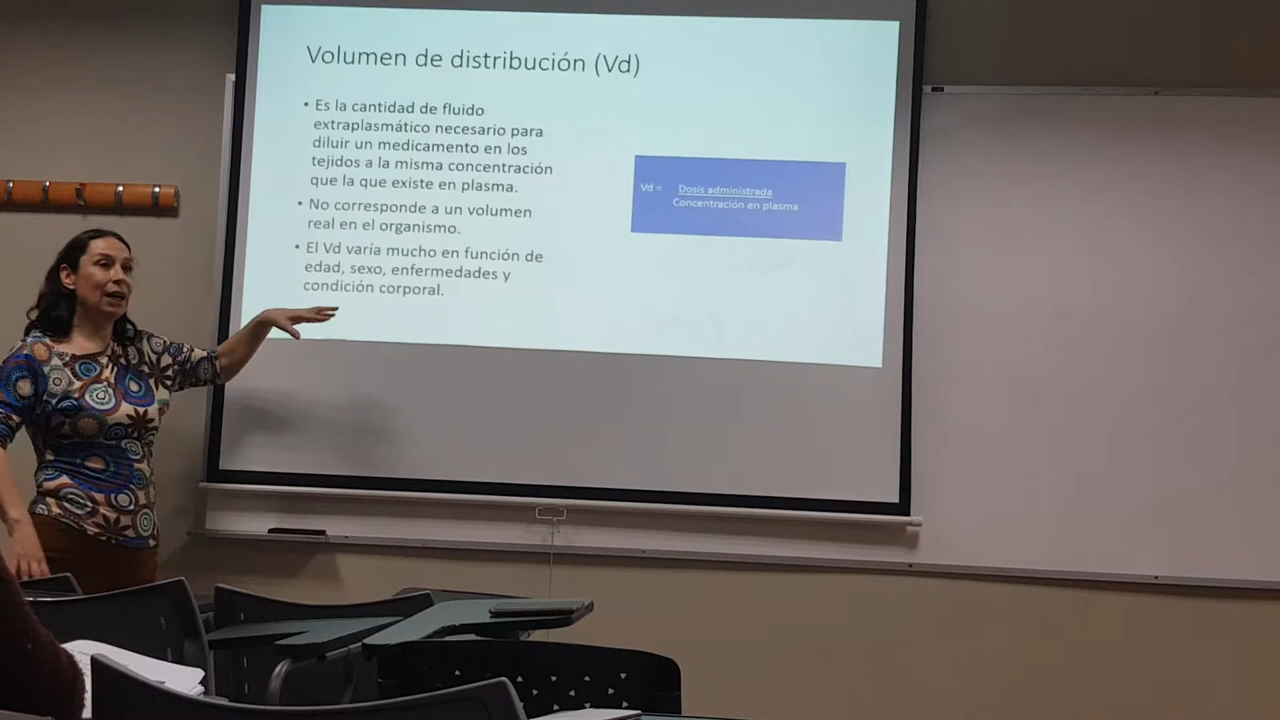 Volumen de distribución (Vd)
• Es la cantidad de fluido
extraplasmático necesario para
diluir un medicamento en los
tejidos a la misma concentración
que la que existe en plasma.
• No corresponde a un volumen
real en el organismo.
• El Vd varía mucho en función de
edad, sexo, enfermedades y
condición corporal.
Vd = Dosis administrada
Concentración en plasma